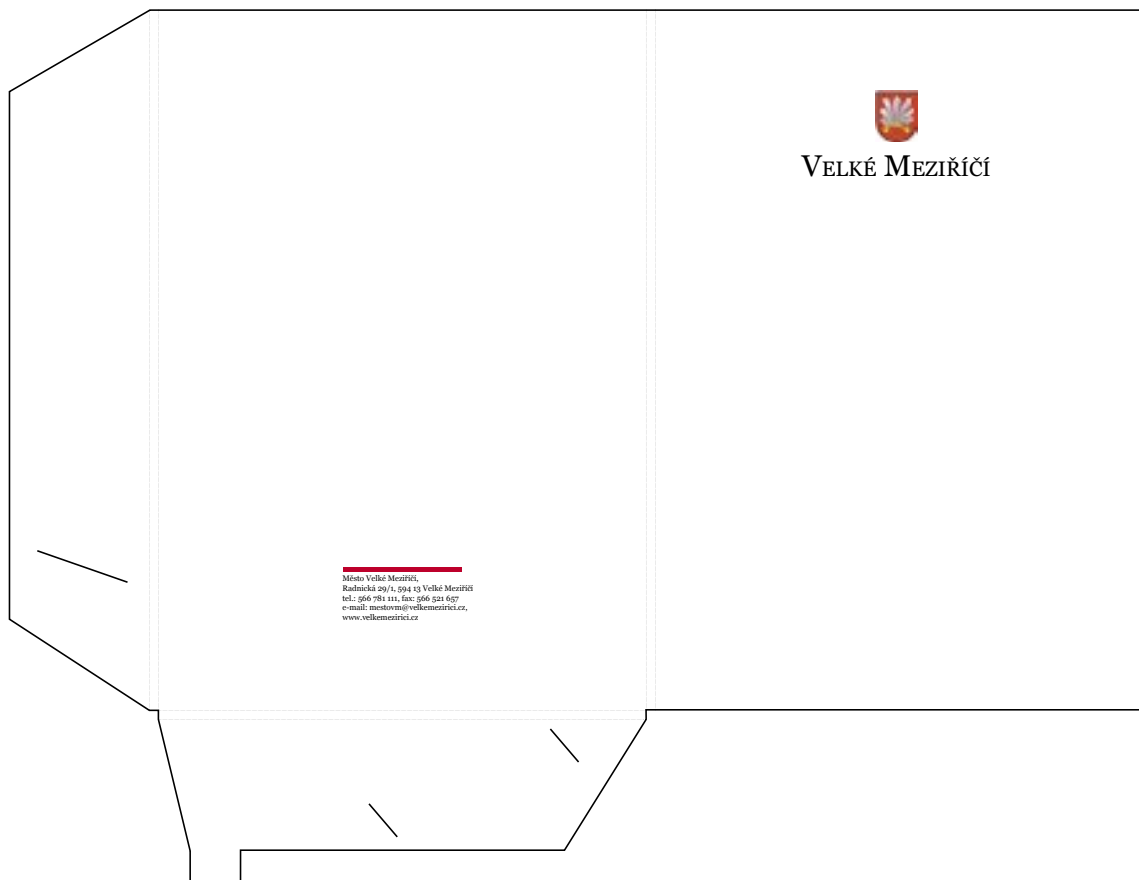 VELKÉ MEZIŘÍČÍ
Město Velké Meziříčí,
Radnická 29/1, 594 13 Velké Meziříčí
tel.: 566 781 111, fax: 566 521 657
e-mail: mestovm@velkemezirici.cz,
www.velkemezirici.cz